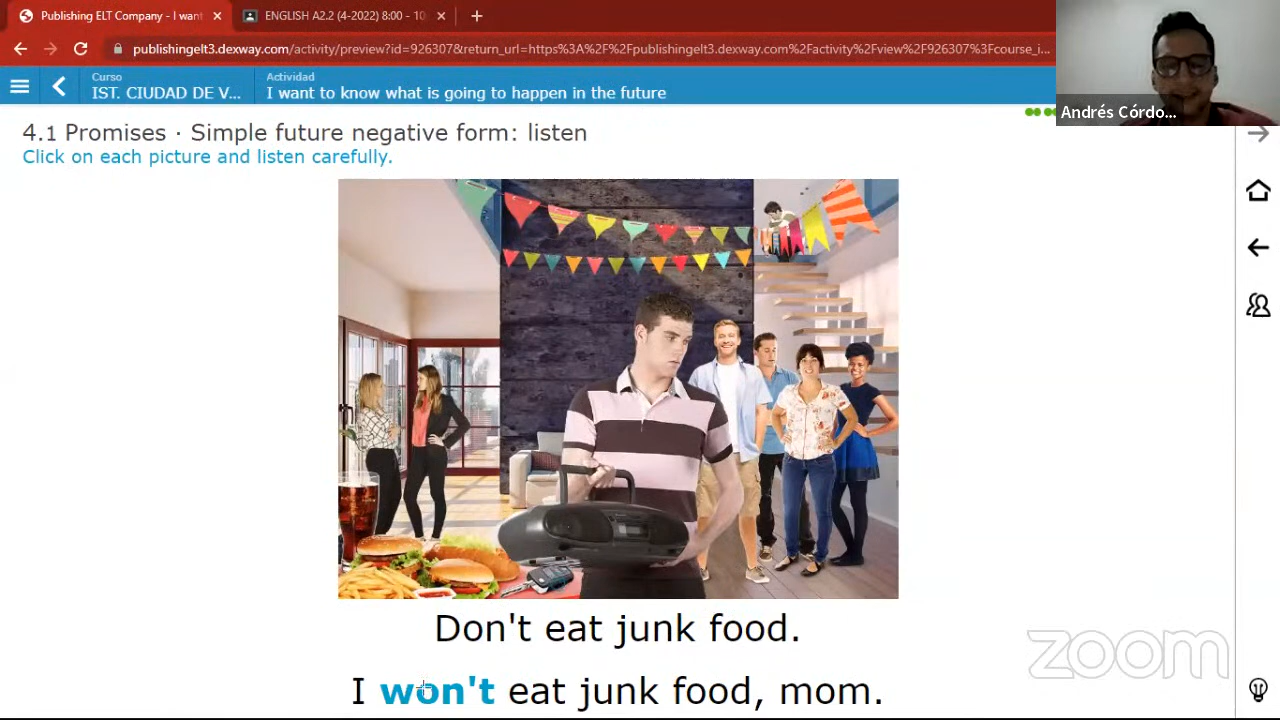 Publishing ELT Company - I want
ENGLISH A2.2 (4-2022) 8:00 - 10
publishingelt3.dexway.com/activity/preview?id=926307&return_url=https%3A%2F%2Fpublishingelt3.dexway.com%2Factivity%2Fview%2F926307%3Fcourse_i...
Curso
IST. CIUDAD DE V...
Actividad
I want to know what is going to happen in the future
Andrés Córdo...
4.1 Promises · Simple future negative form: listen
Click on each picture and listen carefully.
Don't eat junk food.
I won't eat junk food, mom.
zoom